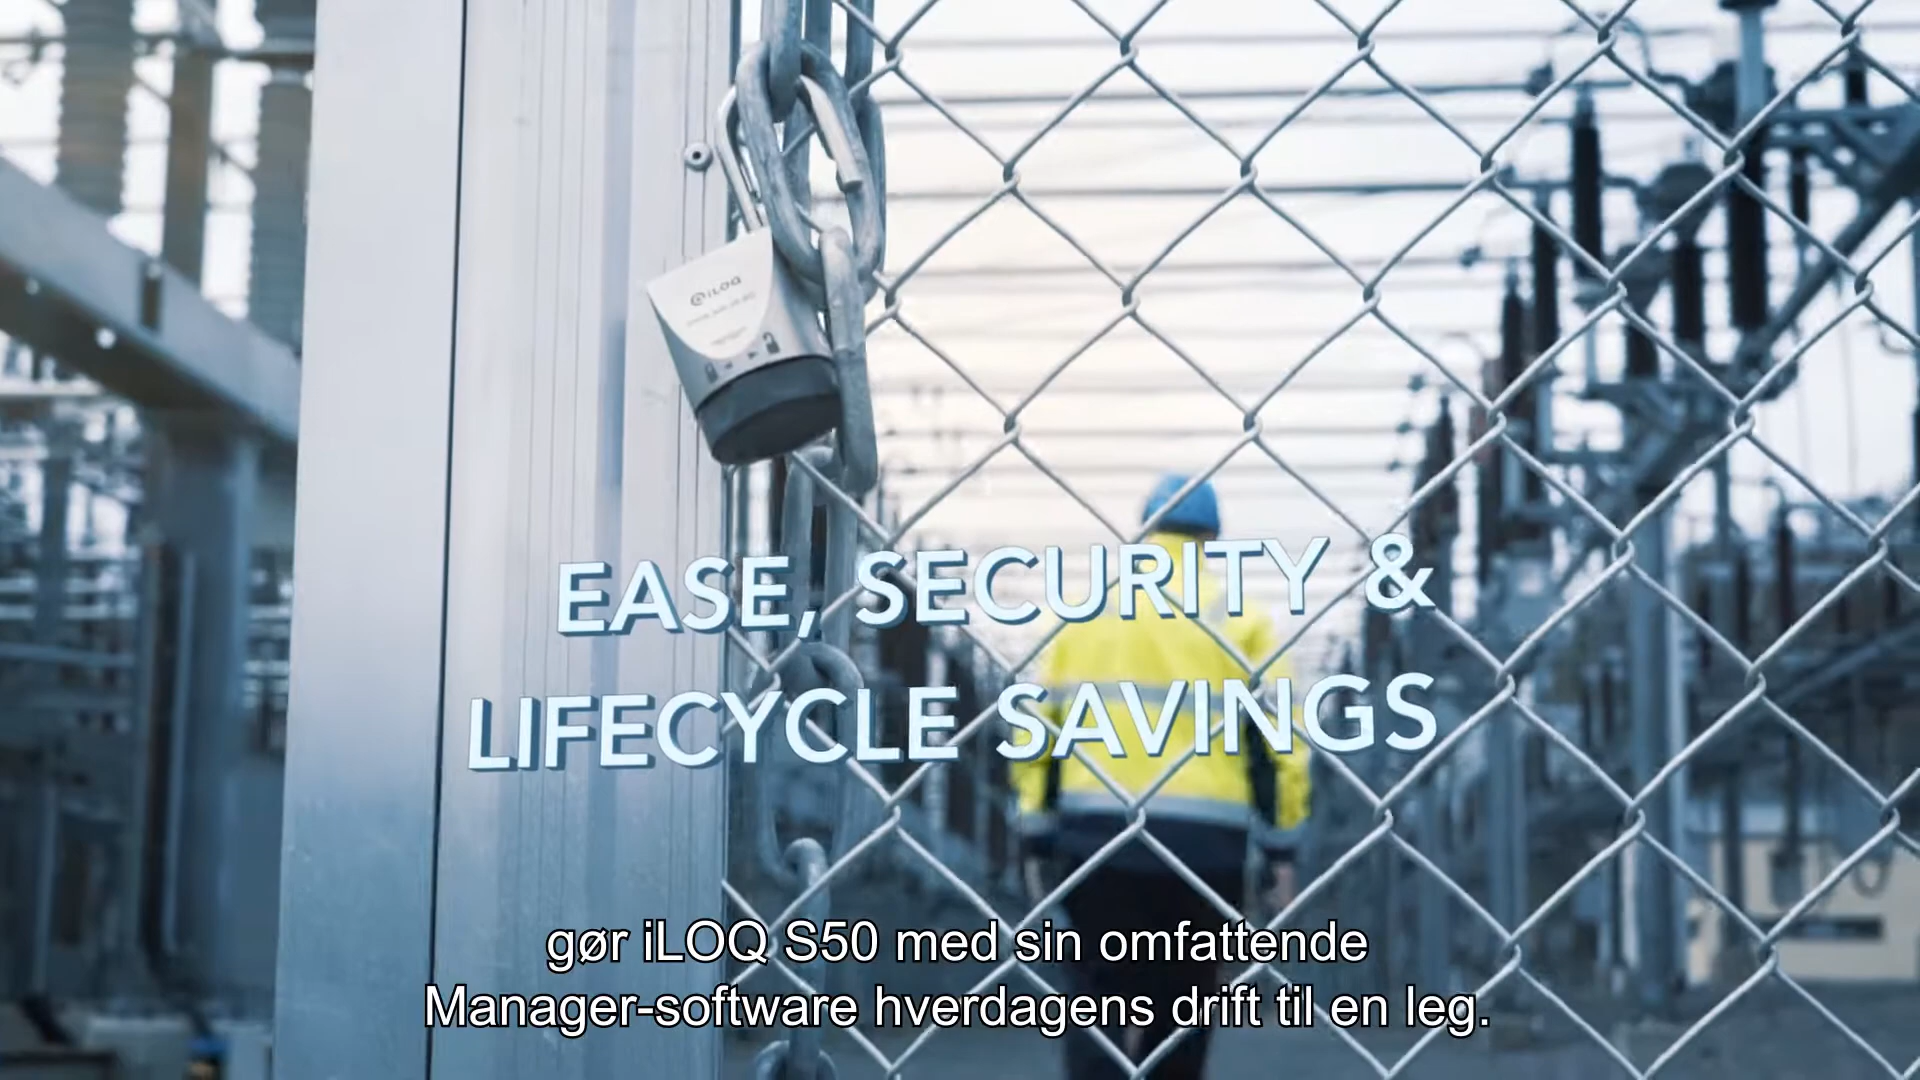 iLOQ
EASE, SECURITY &
LIFECYCLE SAVINGS
gør iLOQ S50 med sin omfattende
Manager-software hverdagens drift til en leg.